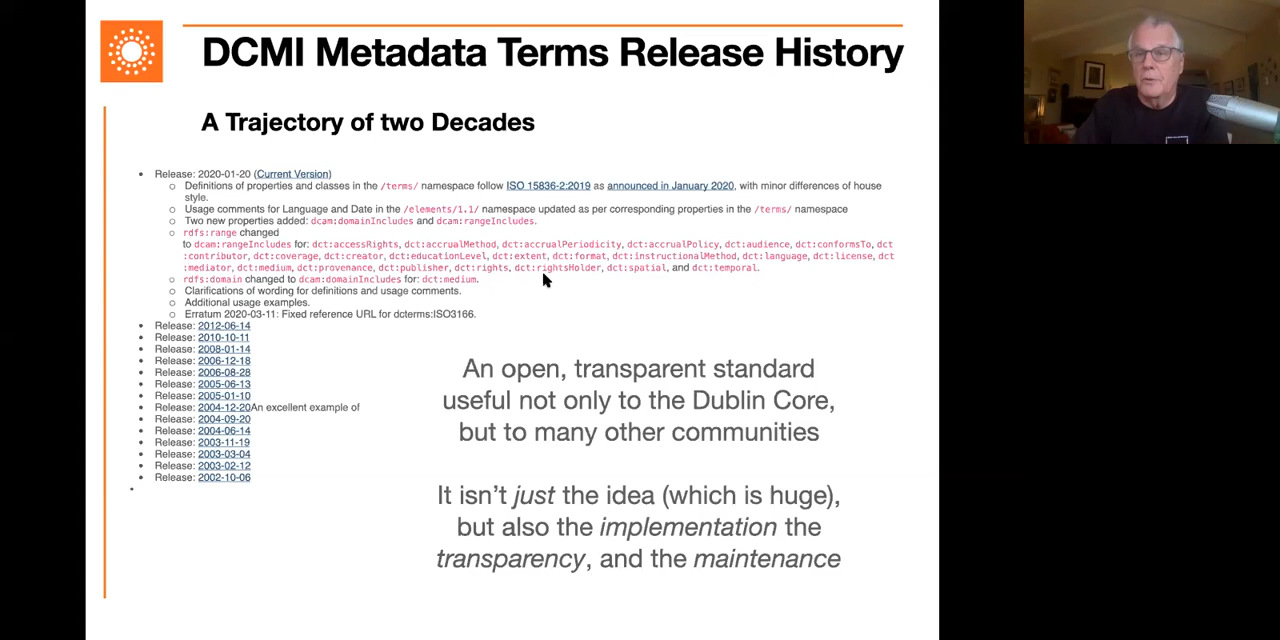 DCMI Metadata Terms Release History
A Trajectory of two Decades
Release: 2020-01-20 (Current Version)
Definitions of properties and classes in the /terms/ namespace follow ISO 15836-2:2019 as announced in January 2020, with minor differences of house
style.
Usage comments for Language and Date in the /elements/1.1/ namespace updated as per corresponding properties in the /terms/ namespace
Two new properties added: dcam:domainIncludes and dcam:rangeIncludes.
rdfs:range changed
to dcam:rangeIncludes for: dct:accessRights, dct:accrualMethod, dct:accrualPeriodicity, dct:accrualPolicy, dct:audience, dct:conformsTo, dct
:contributor, dct:coverage, dct:creator, dct:educationLevel, dct:extent, dct:format, dct:instructionalMethod, dct:language, dct:license, dct
:mediator, dct:medium, dct:provenance, dct:publisher, dct:rights, dct:rightsHolder, dct:spatial, and dct:temporal.
rdfs:domain changed to dcam:domainIncludes for: dct:medium.
Clarifications of wording for definitions and usage comments.
Additional usage examples.
Erratum 2020-03-11: Fixed reference URL for dcterms:ISO3166.
Release: 2012-06-14
Release: 2010-10-11
Release: 2008-01-14
Release: 2006-12-18
Release: 2006-08-28
Release: 2005-06-13
Release: 2005-01-10
Release: 2004-12-20An excellent example of
Release: 2004-09-20
Release: 2004-06-14
Release: 2003-11-19
Release: 2003-03-04
Release: 2003-02-12
Release: 2002-10-06
An open, transparent standard
useful not only to the Dublin Core,
but to many other communities
It isn't just the idea (which is huge),
but also the implementation the
transparency, and the maintenance